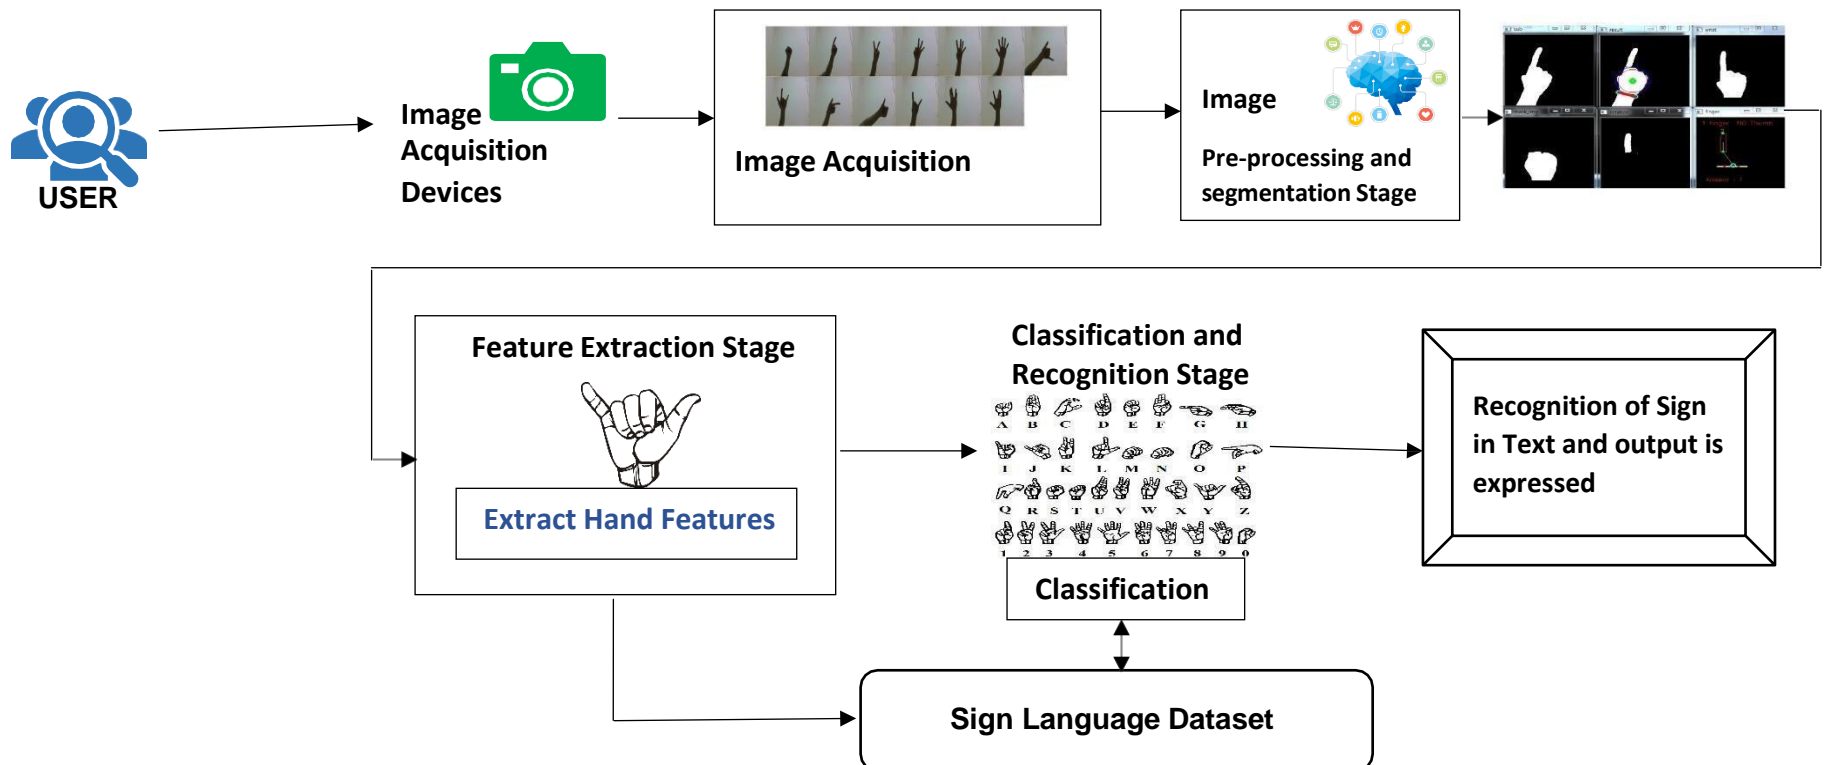 USER
Image
Acquisition
Devices
Image Acquisition
Image
Pre-processing and
segmentation Stage
result
Feature Extraction Stage
Extract Hand Features
Classification and
Recognition Stage
A B C D E F G H
I J K L M N O P
Q R S T U V W X Y Z
1 2 3 4 5 6 7 8 9 0
Classification
Recognition of Sign
in Text and output is
expressed
Sign Language Dataset